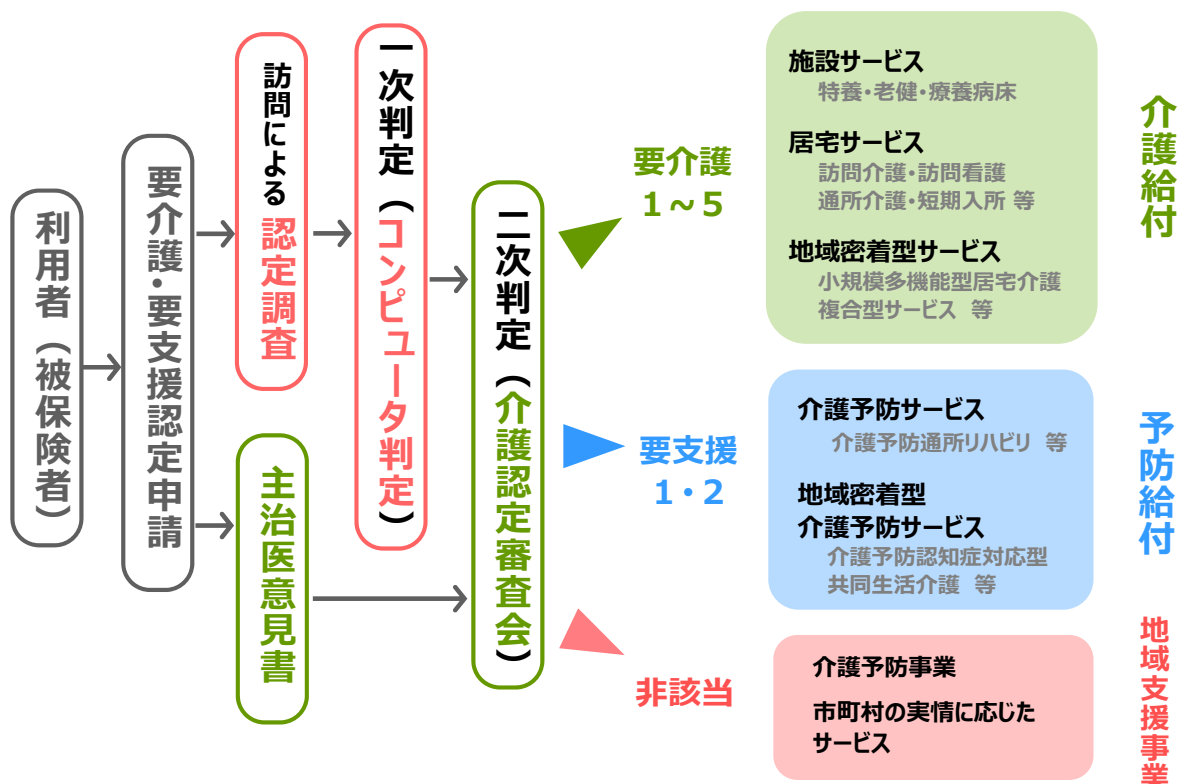 利用者（被保険者）
要介護・要支援認定申請
訪問による 認定調査
主治医意見書
一次判定（コンピュータ判定）
二次判定（介護認定審査会）
要介護
１～５
施設サービス
特養・老健・療養病床
居宅サービス
訪問介護・訪問看護
通所介護・短期入所 等
地域密着型サービス
小規模多機能型居宅介護
複合型サービス 等
介護給付
要支援
１・２
介護予防サービス
介護予防通所リハビリ 等
地域密着型
介護予防サービス
介護予防認知症対応型
共同生活介護 等
予防給付
非該当
介護予防事業
市町村の実情に応じた
サービス
地域支援事業